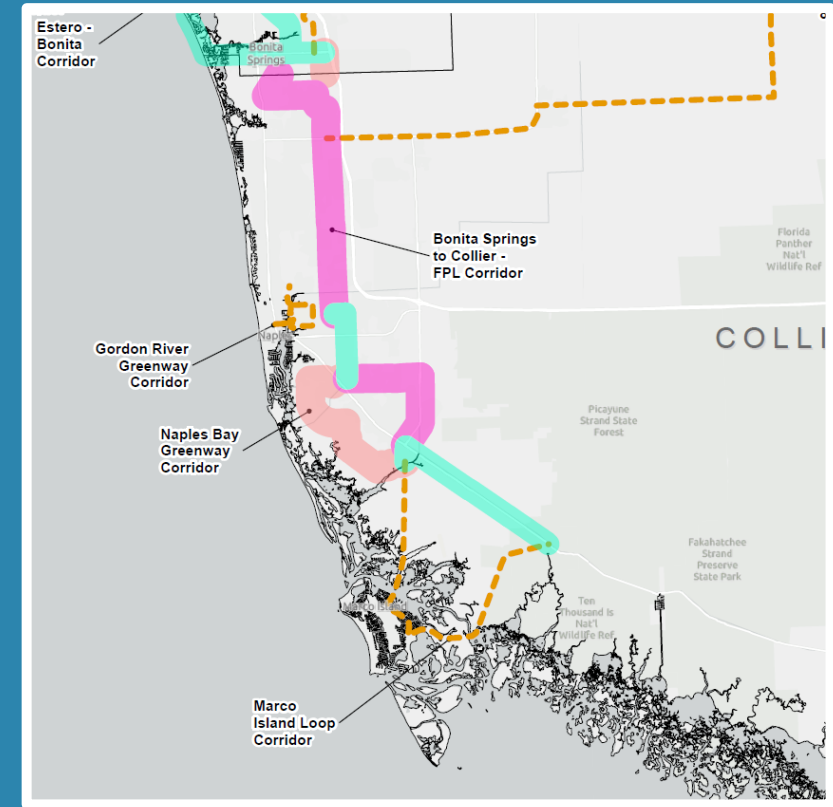 Estero -
Bonita
Corridor
Bonita
Springs
Bonita Springs
to Collier -
FPL Corridor
Florida
Panther
Nat'l
Wildlife Ref
COLLI
Gordon River
Greenway
Corridor
Naples
Naples Bay
Greenway
Corridor
Picayune
Strand State
Forest
Fakahatchee
Strand
Preserve
State Park
Ten
Thousand Is
Nat'l
Wildlife Ref
Marco Island
Marco
Island Loop
Corridor